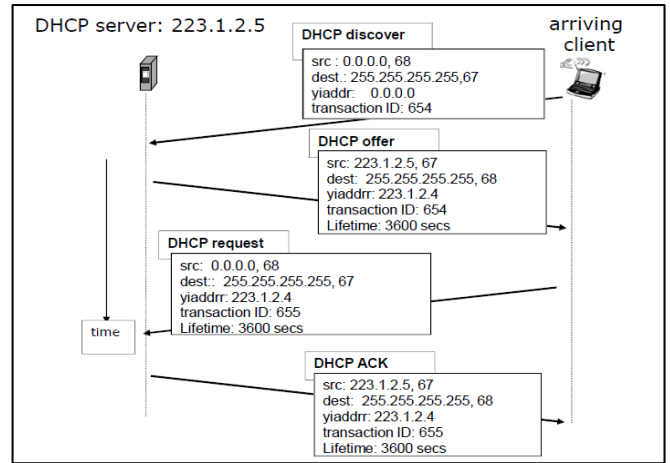 DHCP server: 223.1.2.5
arriving
client
DHCP discover
src : 0.0.0.0, 68
dest.: 255.255.255.255,67
yiaddr: 0.0.0.0
transaction ID: 654
DHCP offer
src: 223.1.2.5, 67
dest: 255.255.255.255, 68
yiaddrr: 223.1.2.4
transaction ID: 654
Lifetime: 3600 secs
DHCP request
src: 0.0.0.0, 68
dest:: 255.255.255.255, 67
yiaddrr: 223.1.2.4
transaction ID: 655
Lifetime: 3600 secs
time
DHCP ACK
src: 223.1.2.5, 67
dest: 255.255.255.255, 68
yiaddrr: 223.1.2.4
transaction ID: 655
Lifetime: 3600 secs